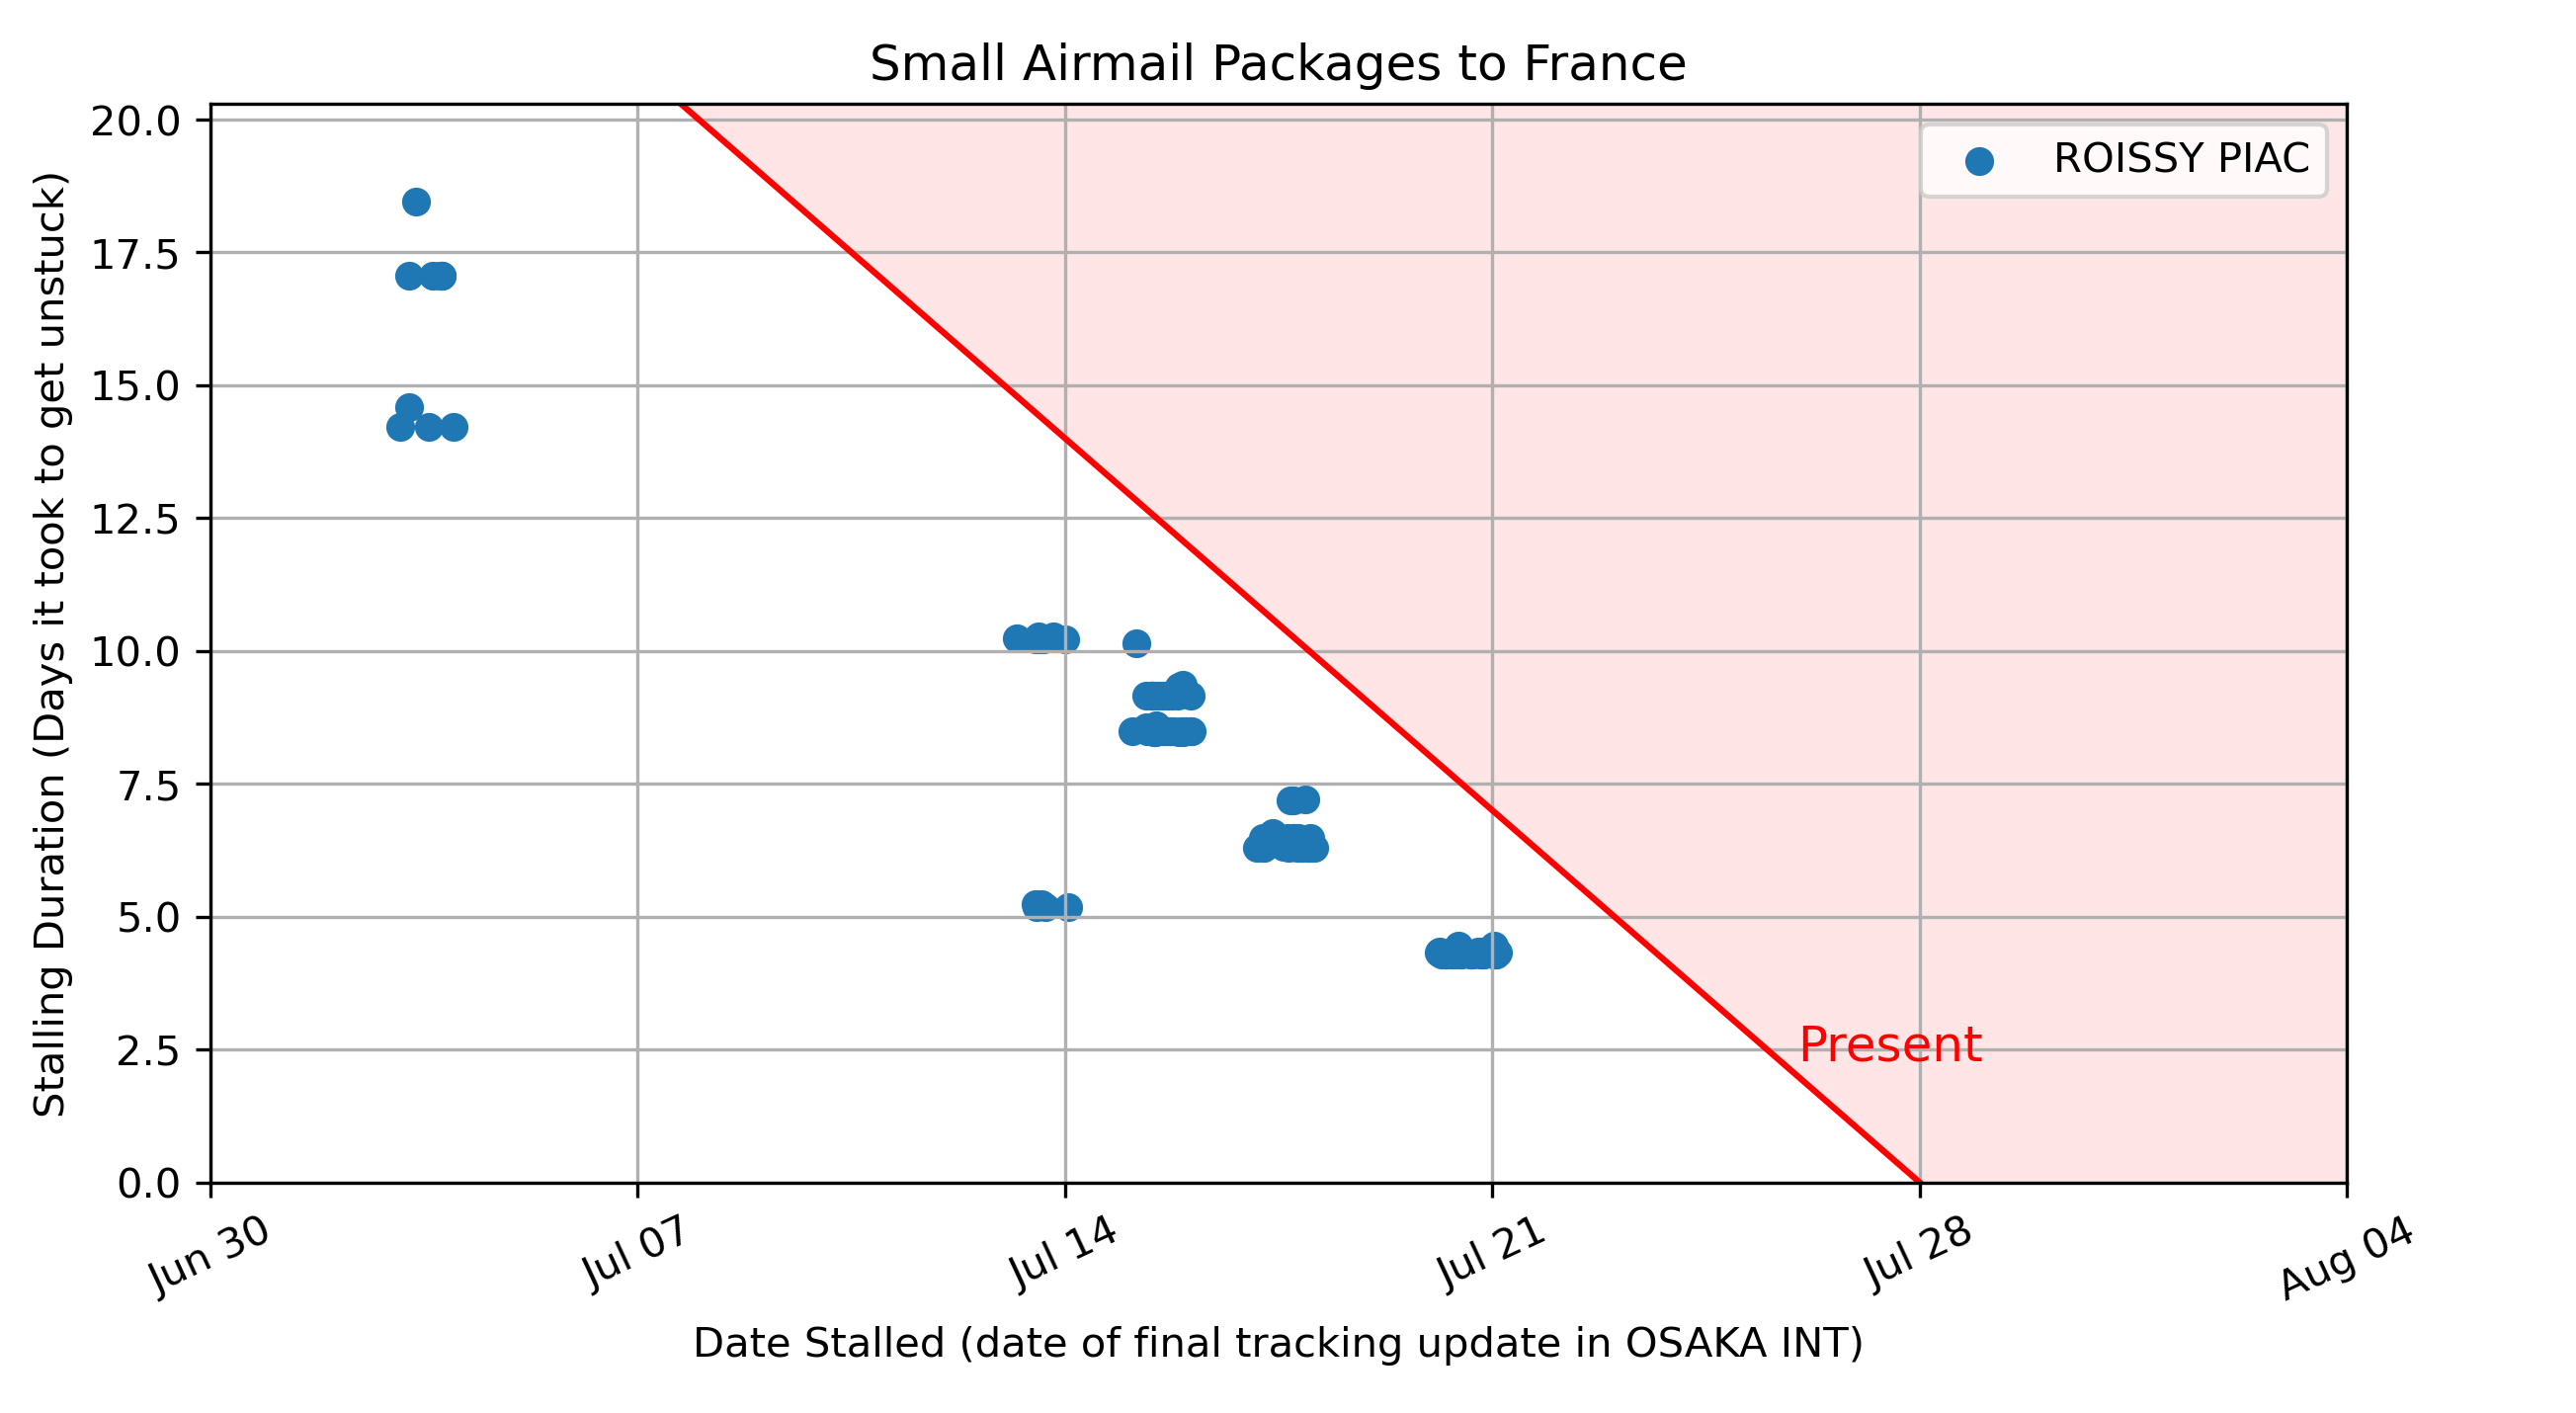 Small Airmail Packages to France
Stalling Duration (Days it took to get unstuck)
20.0
17.5
15.0
12.5
10.0
7.5
5.0
2.5
0.0
ROISSY PIAC
Present
Jun 30
Jul 07
Jul 14
Jul 21
Jul 28
Aug 04
Date Stalled (date of final tracking update in OSAKA INT)